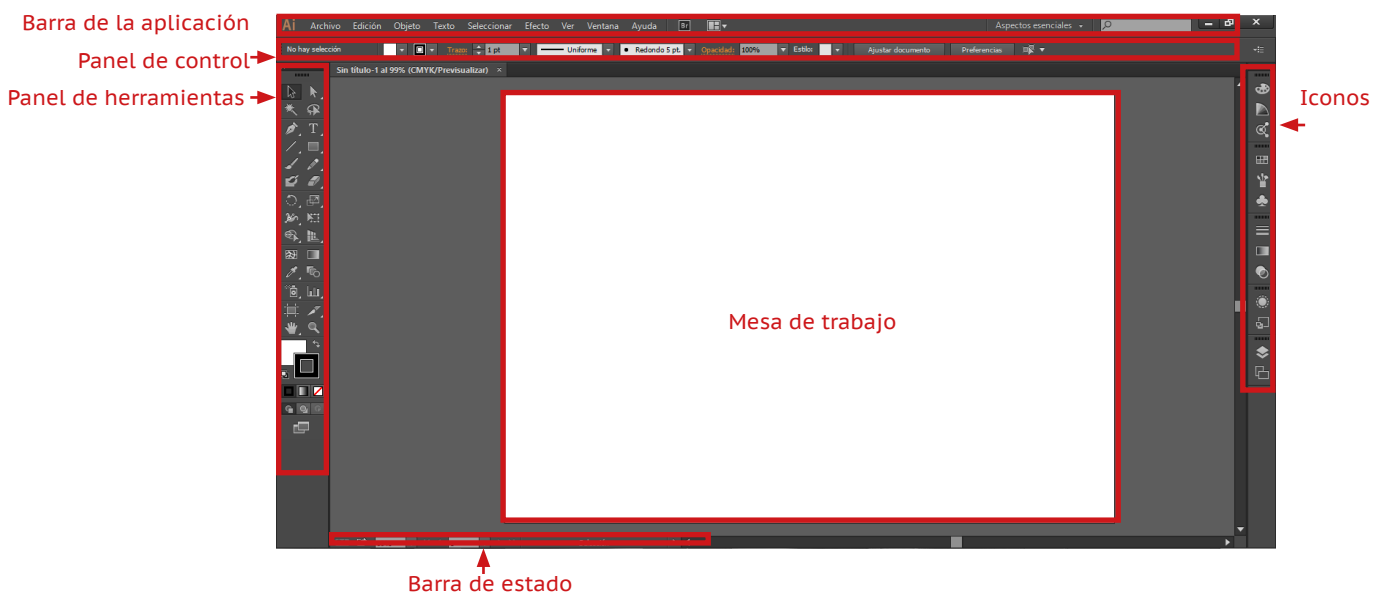 Barra de la aplicación
Ai Archivo Edición Objeto Texto Seleccionar Efecto Ver Ventana Ayuda Br Aspectos esenciales
Panel de control
No hay selección Trazo: 1 pt Uniforme Redondo 5 pt. Opacidad: 100% Estilo: Ajustar documento Preferencias
Sin título-1 al 99% (CMYK/Previsualizar) ×
Panel de herramientas
Iconos
T
Mesa de trabajo
Barra de estado